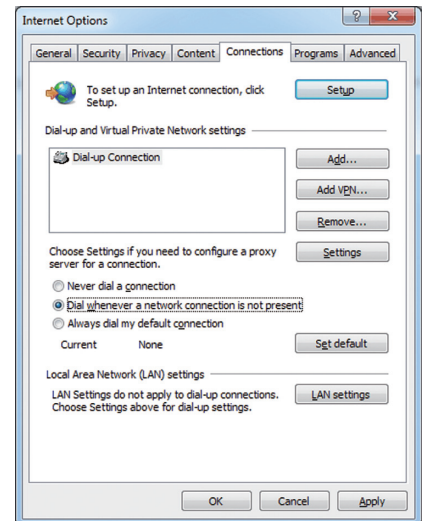 Internet Options
General Security Privacy Content Connections Programs Advanced
To set up an Internet connection, click
Setup.
Setup
Dial-up and Virtual Private Network settings
Dial-up Connection
Add...
Add VPN...
Remove...
Choose Settings if you need to configure a proxy
server for a connection.
Settings
Never dial a connection
Dial whenever a network connection is not present
Always dial my default connection
Current None
Set default
Local Area Network (LAN) settings
LAN Settings do not apply to dial-up connections.
Choose Settings above for dial-up settings.
LAN settings
OK Cancel Apply